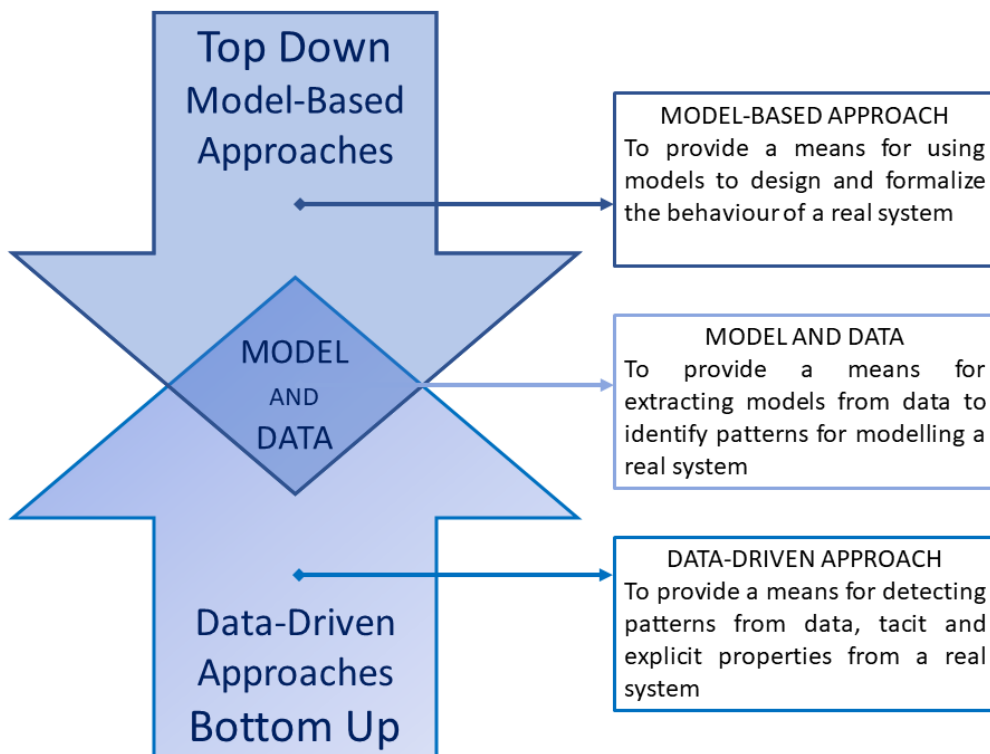 Top Down
Model-Based
Approaches
MODEL-BASED APPROACH
To provide a means for using
models to design and formalize
the behaviour of a real system
MODEL
AND
DATA
MODEL AND DATA
To provide a means for
extracting models from data to
identify patterns for modelling a
real system
Data-Driven
Approaches
Bottom Up
DATA-DRIVEN APPROACH
To provide a means for detecting
patterns from data, tacit and
explicit properties from a real
system